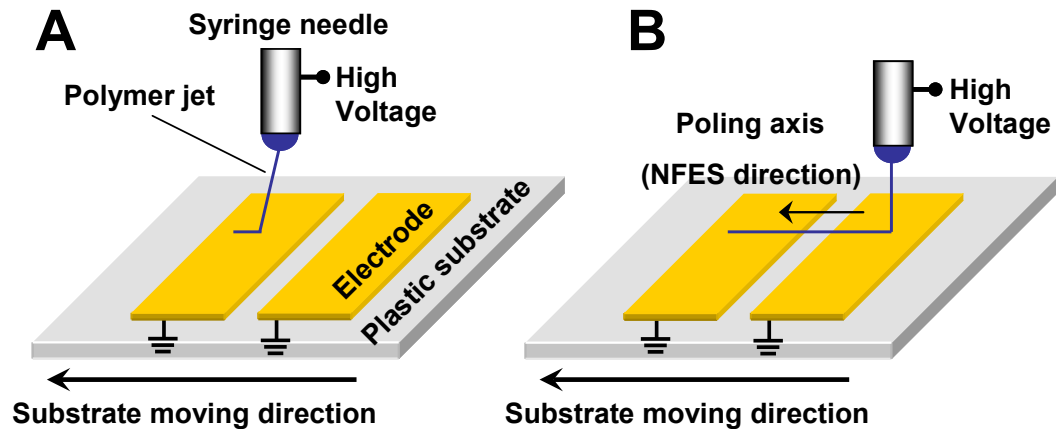 A
Syringe needle
High
Voltage
Polymer jet
Electrode
Plastic substrate
Substrate moving direction
B
High
Voltage
Poling axis
(NFES direction)
Substrate moving direction